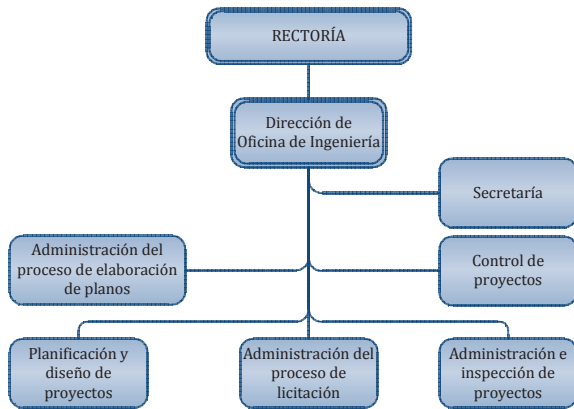 RECTORÍA
Dirección de
Oficina de Ingeniería
Secretaría
Administración del
proceso de elaboración
de planos
Control de
proyectos
Planificación y
diseño de
proyectos
Administración del
proceso de
licitación
Administración e
inspección de
proyectos